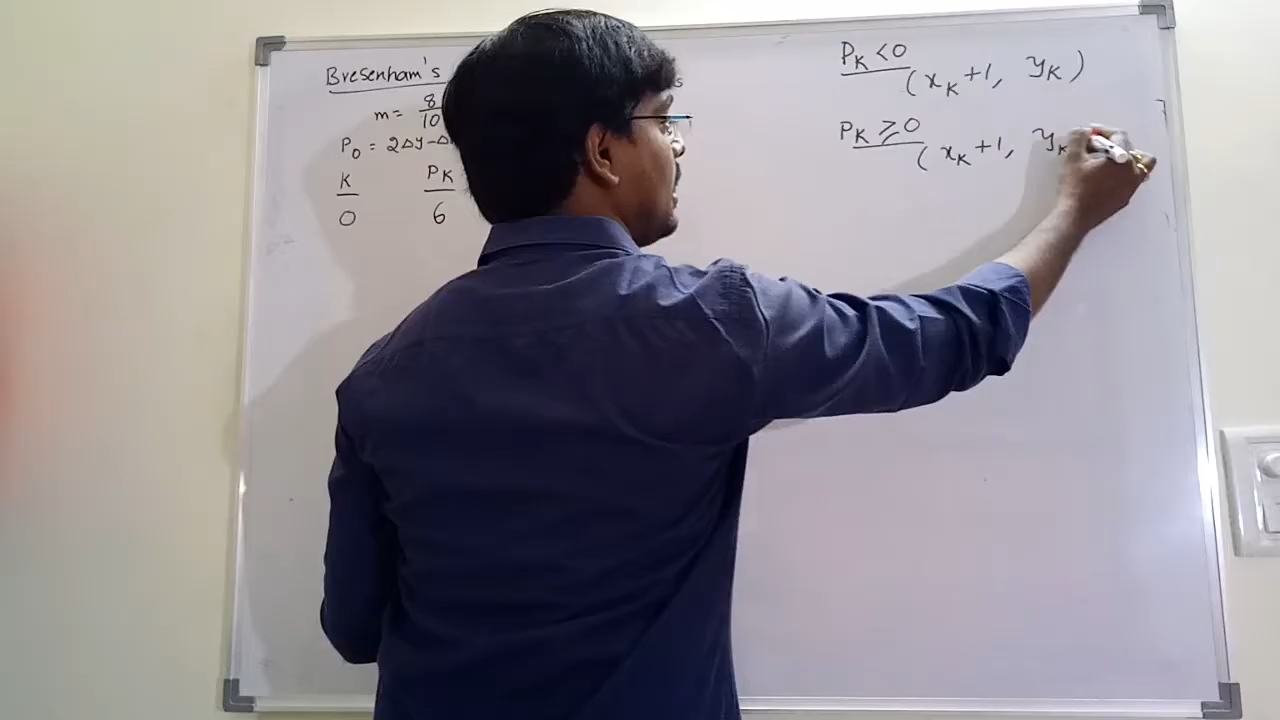 Bresenham's
m = 8/10
P0 = 2Δy-Δ
K PK
0 6
PK < 0
(xK+1, yK)
PK ≥ 0
(xK+1, yK